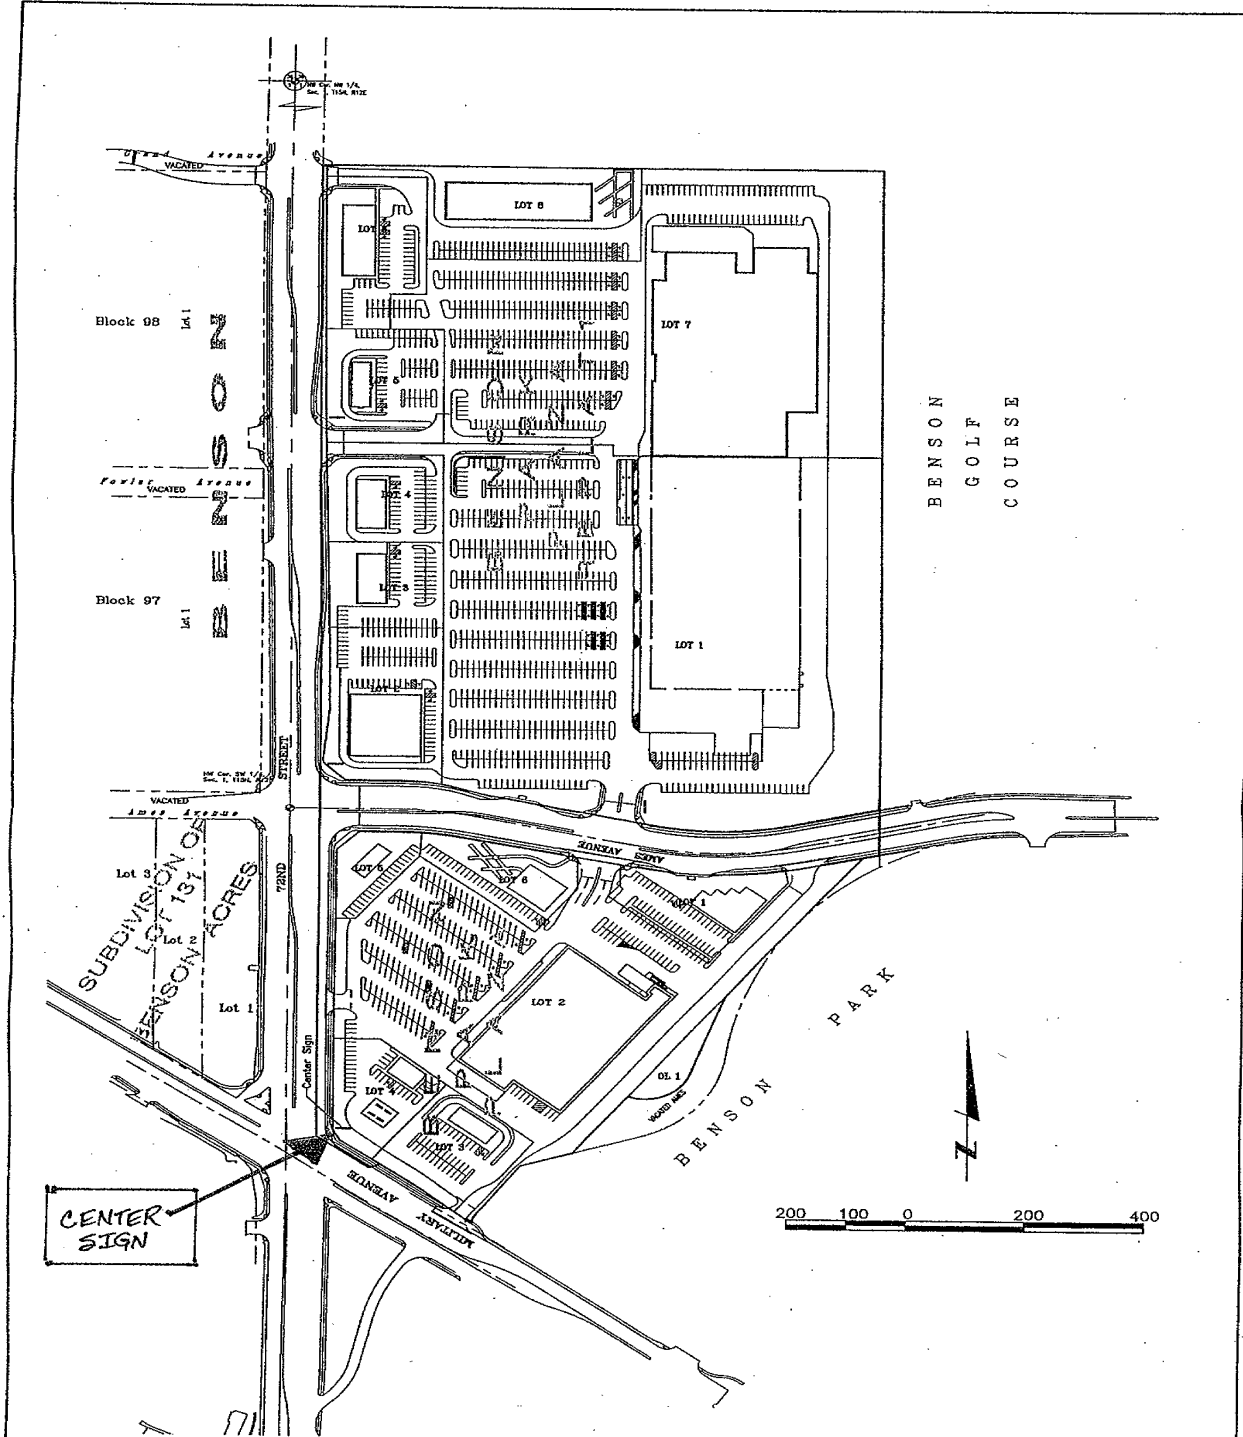 Grand Avenue
VACATED
LOT 8
LOT
LOT 7
Block 98
Lot 1
LOT 5
BENSON
GOLF
COURSE
Fowler Avenue
VACATED
LOT 4
BENSON
LOT 3
Block 97
Lot 1
LOT 1
LOT 2
STREET
VACATED
Ames Avenue
AMES
AVENUE
72ND
LOT 5
LOT 6
LOT 1
Lot 3
SUBDIVISION OF
LOT 131
BENSON ACRES
Lot 2
Lot 1
LOT 2
BENSON PARK
OL 1
VACATED AMES
Center Sign
LOT 4
LOT 3
MILITARY
AVENUE
CENTER
SIGN
N
200 100 0 200 400